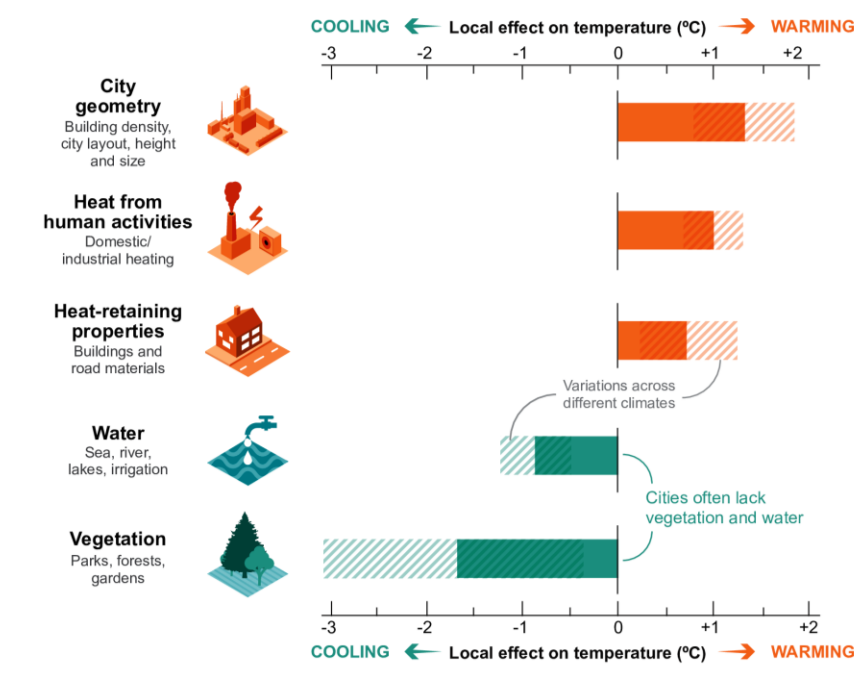 COOLING Local effect on temperature (ºC) WARMING
-3 -2 -1 0 +1 +2
City
geometry
Building density,
city layout, height
and size
Heat from
human activities
Domestic/
industrial heating
Heat-retaining
properties
Buildings and
road materials
Variations across
different climates
Water
Sea, river,
lakes, irrigation
Cities often lack
vegetation and water
Vegetation
Parks, forests,
gardens
-3 -2 -1 0 +1 +2
COOLING Local effect on temperature (ºC) WARMING